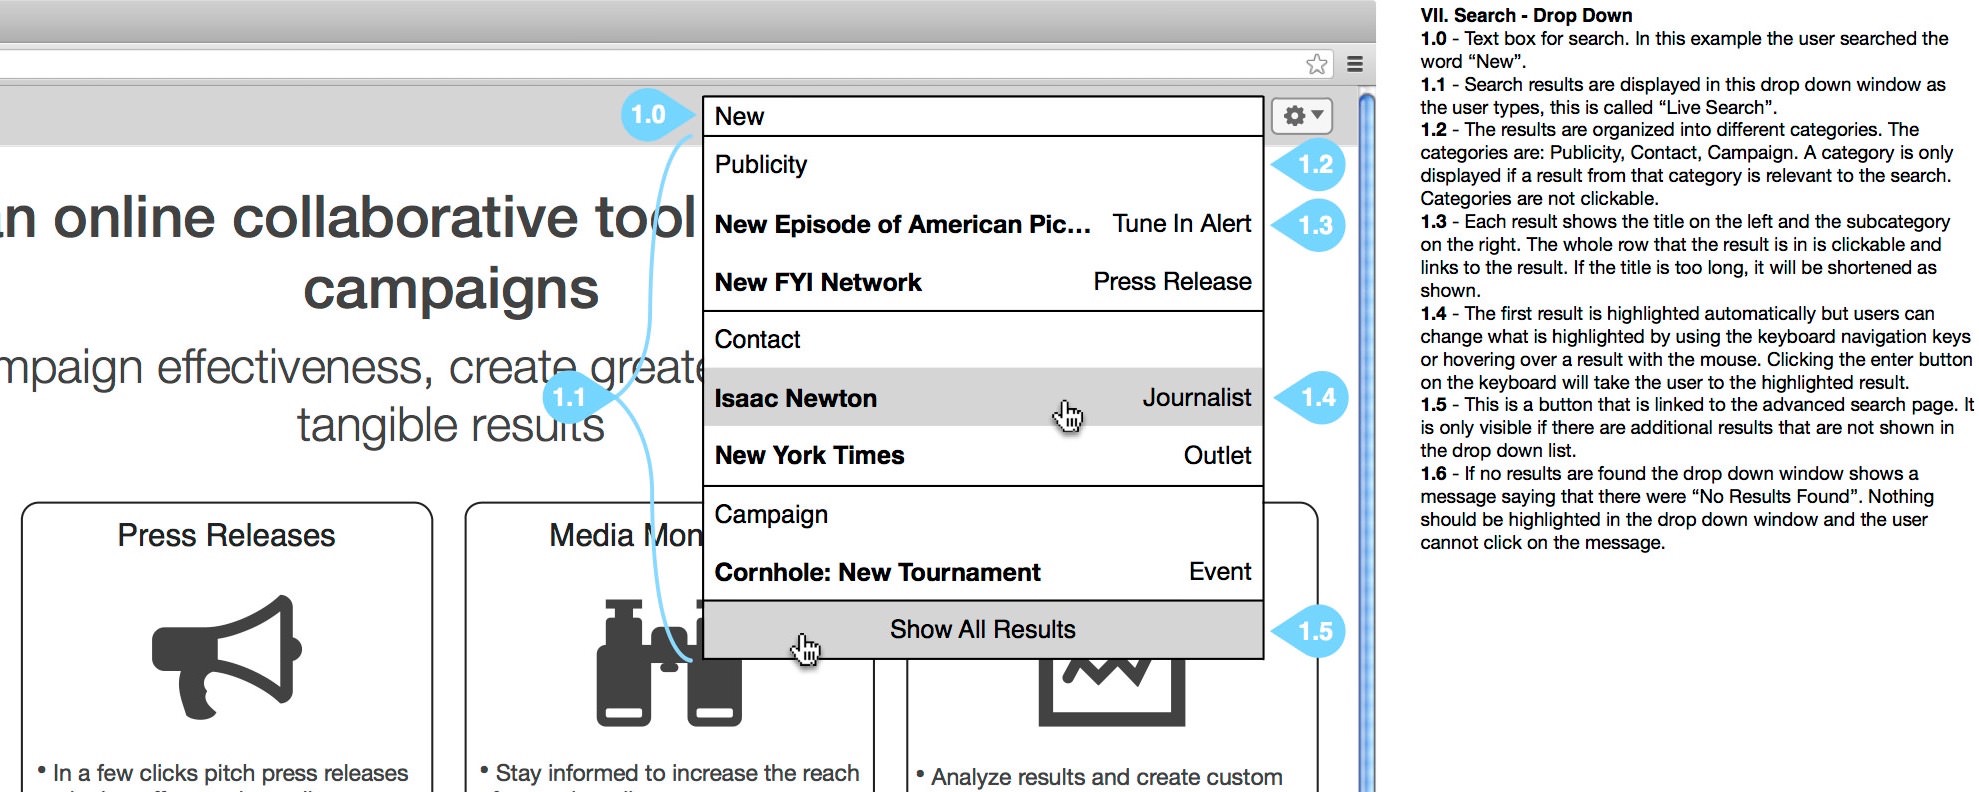 New
1.0
Publicity
1.2
New Episode of American Pic... Tune In Alert
1.3
New FYI Network Press Release
Contact
Isaac Newton Journalist
1.4
1.1
New York Times Outlet
Campaign
Cornhole: New Tournament Event
Show All Results
1.5
an online collaborative tool
campaigns
mpaign effectiveness, create greate
tangible results
Press Releases
• In a few clicks pitch press releases
Media Mon
• Stay informed to increase the reach
• Analyze results and create custom
VII. Search - Drop Down
1.0 - Text box for search. In this example the user searched the
word “New”.
1.1 - Search results are displayed in this drop down window as
the user types, this is called “Live Search”.
1.2 - The results are organized into different categories. The
categories are: Publicity, Contact, Campaign. A category is only
displayed if a result from that category is relevant to the search.
Categories are not clickable.
1.3 - Each result shows the title on the left and the subcategory
on the right. The whole row that the result is in is clickable and
links to the result. If the title is too long, it will be shortened as
shown.
1.4 - The first result is highlighted automatically but users can
change what is highlighted by using the keyboard navigation keys
or hovering over a result with the mouse. Clicking the enter button
on the keyboard will take the user to the highlighted result.
1.5 - This is a button that is linked to the advanced search page. It
is only visible if there are additional results that are not shown in
the drop down list.
1.6 - If no results are found the drop down window shows a
message saying that there were “No Results Found”. Nothing
should be highlighted in the drop down window and the user
cannot click on the message.